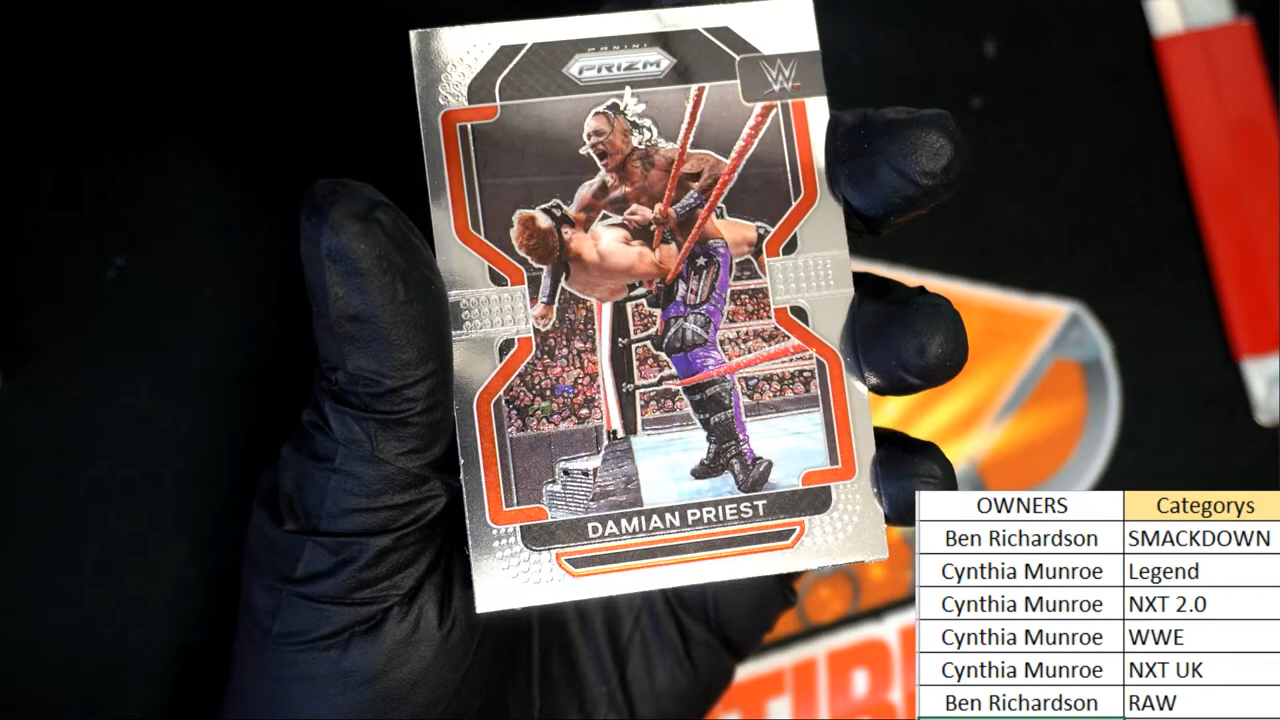 PANINI
PRIZM
W
DAMIAN PRIEST
TIBL
OWNERS Categorys
Ben Richardson SMACKDOWN
Cynthia Munroe Legend
Cynthia Munroe NXT 2.0
Cynthia Munroe WWE
Cynthia Munroe NXT UK
Ben Richardson RAW